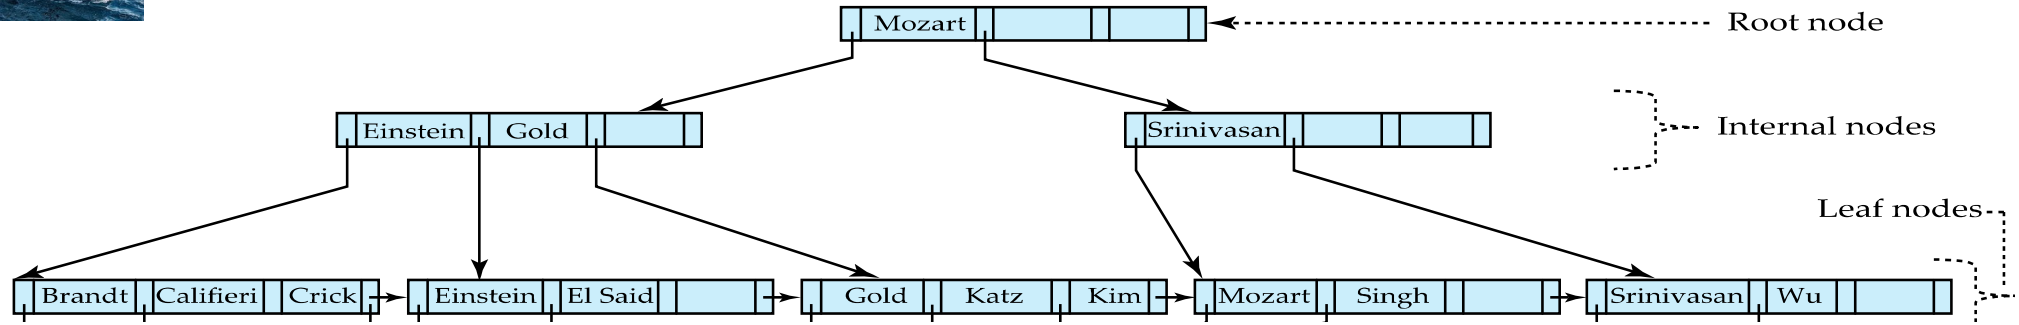 Mozart
Root node
Einstein Gold
Srinivasan
Internal nodes
Leaf nodes
Brandt Califieri Crick
Einstein El Said
Gold Katz Kim
Mozart Singh
Srinivasan Wu